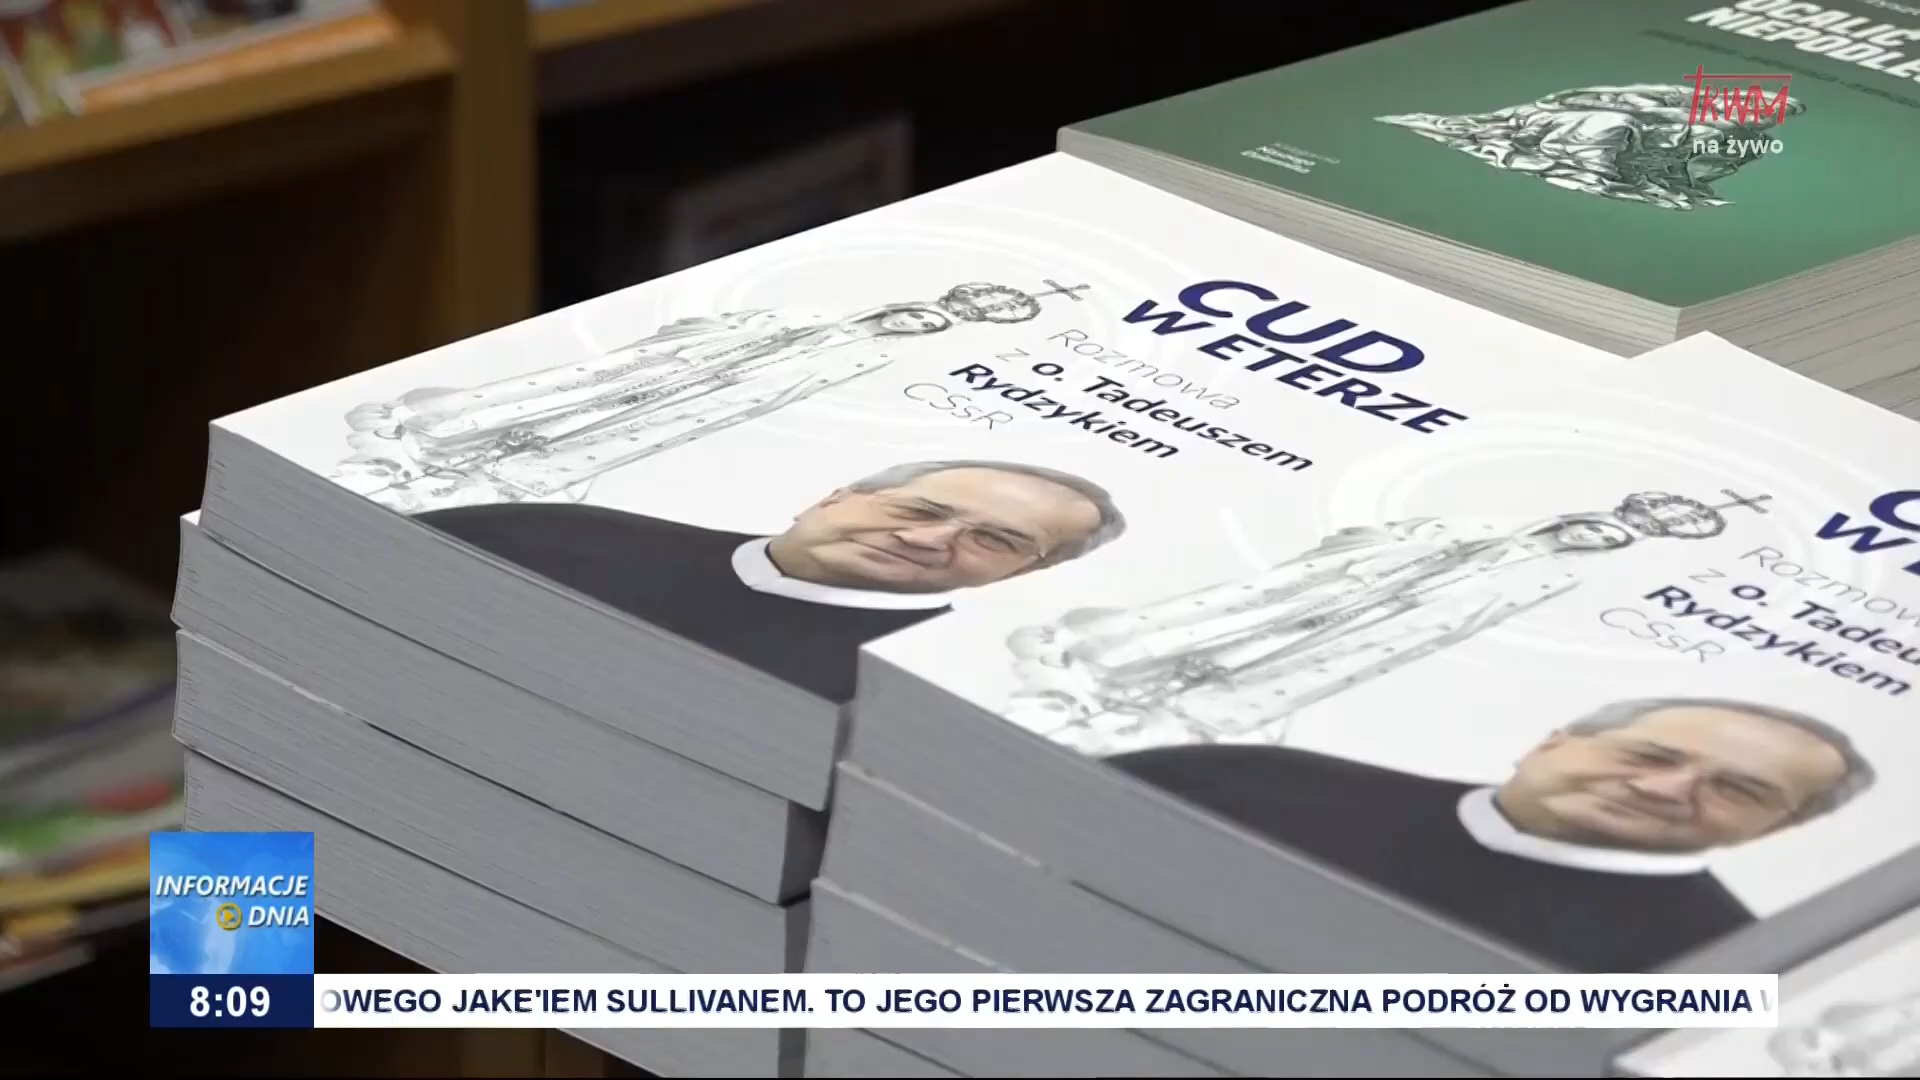 OCALIĆ
NIEPODLE
TRWAM
na żywo
CUD
W ETERZE
Rozmowa
z o. Tadeuszem
Rydzykiem
CSsR
W
Rozmow
z o. Tadeu
Rydzykiem
CSsR
INFORMACJE
DNIA
8:09
OWEGO JAKE'IEM SULLIVANEM. TO JEGO PIERWSZA ZAGRANICZNA PODRÓŻ OD WYGRANIA